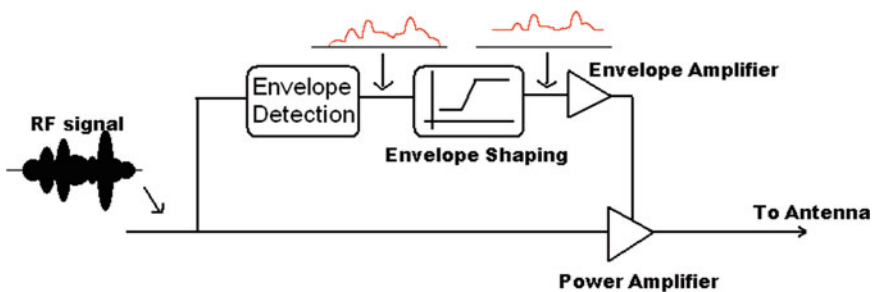 Envelope Amplifier
Envelope
Detection
RF signal
Envelope Shaping
To Antenna
Power Amplifier